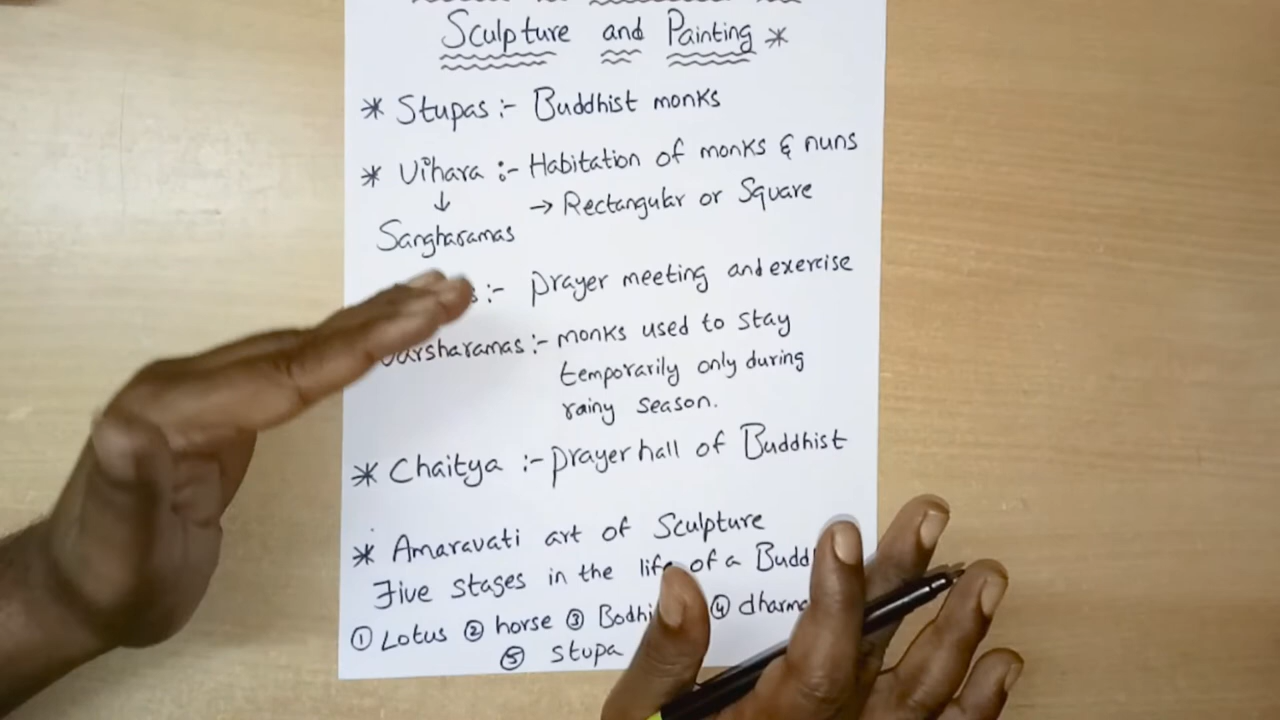 Sculpture and Painting *
* Stupas :- Buddhist monks
* Vihara :- Habitation of monks & nuns
↓ → Rectangular or Square
Sangharamas
:- prayer meeting and exercise
Varsharamas :- monks used to stay
temporarily only during
rainy season.
* Chaitya :- prayer hall of Buddhist
* Amaravati art of Sculpture
Five stages in the life of a
① Lotus ② horse ③ ④
⑤ stupa